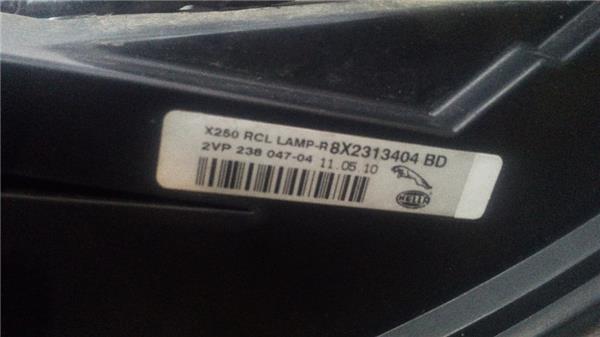 X250 RCL LAMP-R 8X2313404 BD
2VP 238 047-04 11.05.10
HELLA